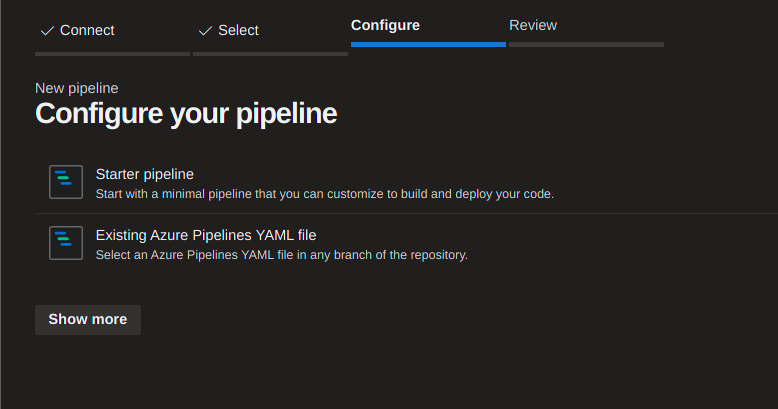 Connect
Select
Configure
Review
New pipeline
Configure your pipeline
Starter pipeline
Start with a minimal pipeline that you can customize to build and deploy your code.
Existing Azure Pipelines YAML file
Select an Azure Pipelines YAML file in any branch of the repository.
Show more